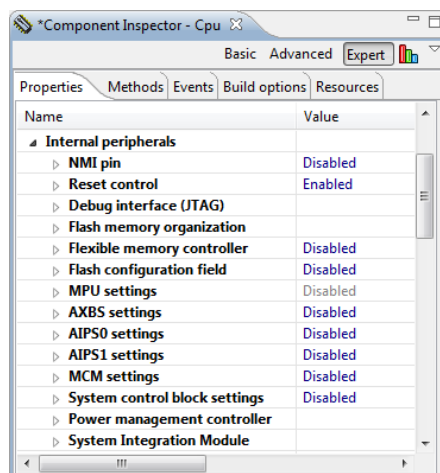 *Component Inspector - Cpu
Basic Advanced Expert
Properties Methods Events Build options Resources
Name Value
Internal peripherals
NMI pin Disabled
Reset control Enabled
Debug interface (JTAG)
Flash memory organization
Flexible memory controller Disabled
Flash configuration field Disabled
MPU settings Disabled
AXBS settings Disabled
AIPS0 settings Disabled
AIPS1 settings Disabled
MCM settings Disabled
System control block settings Disabled
Power management controller
System Integration Module